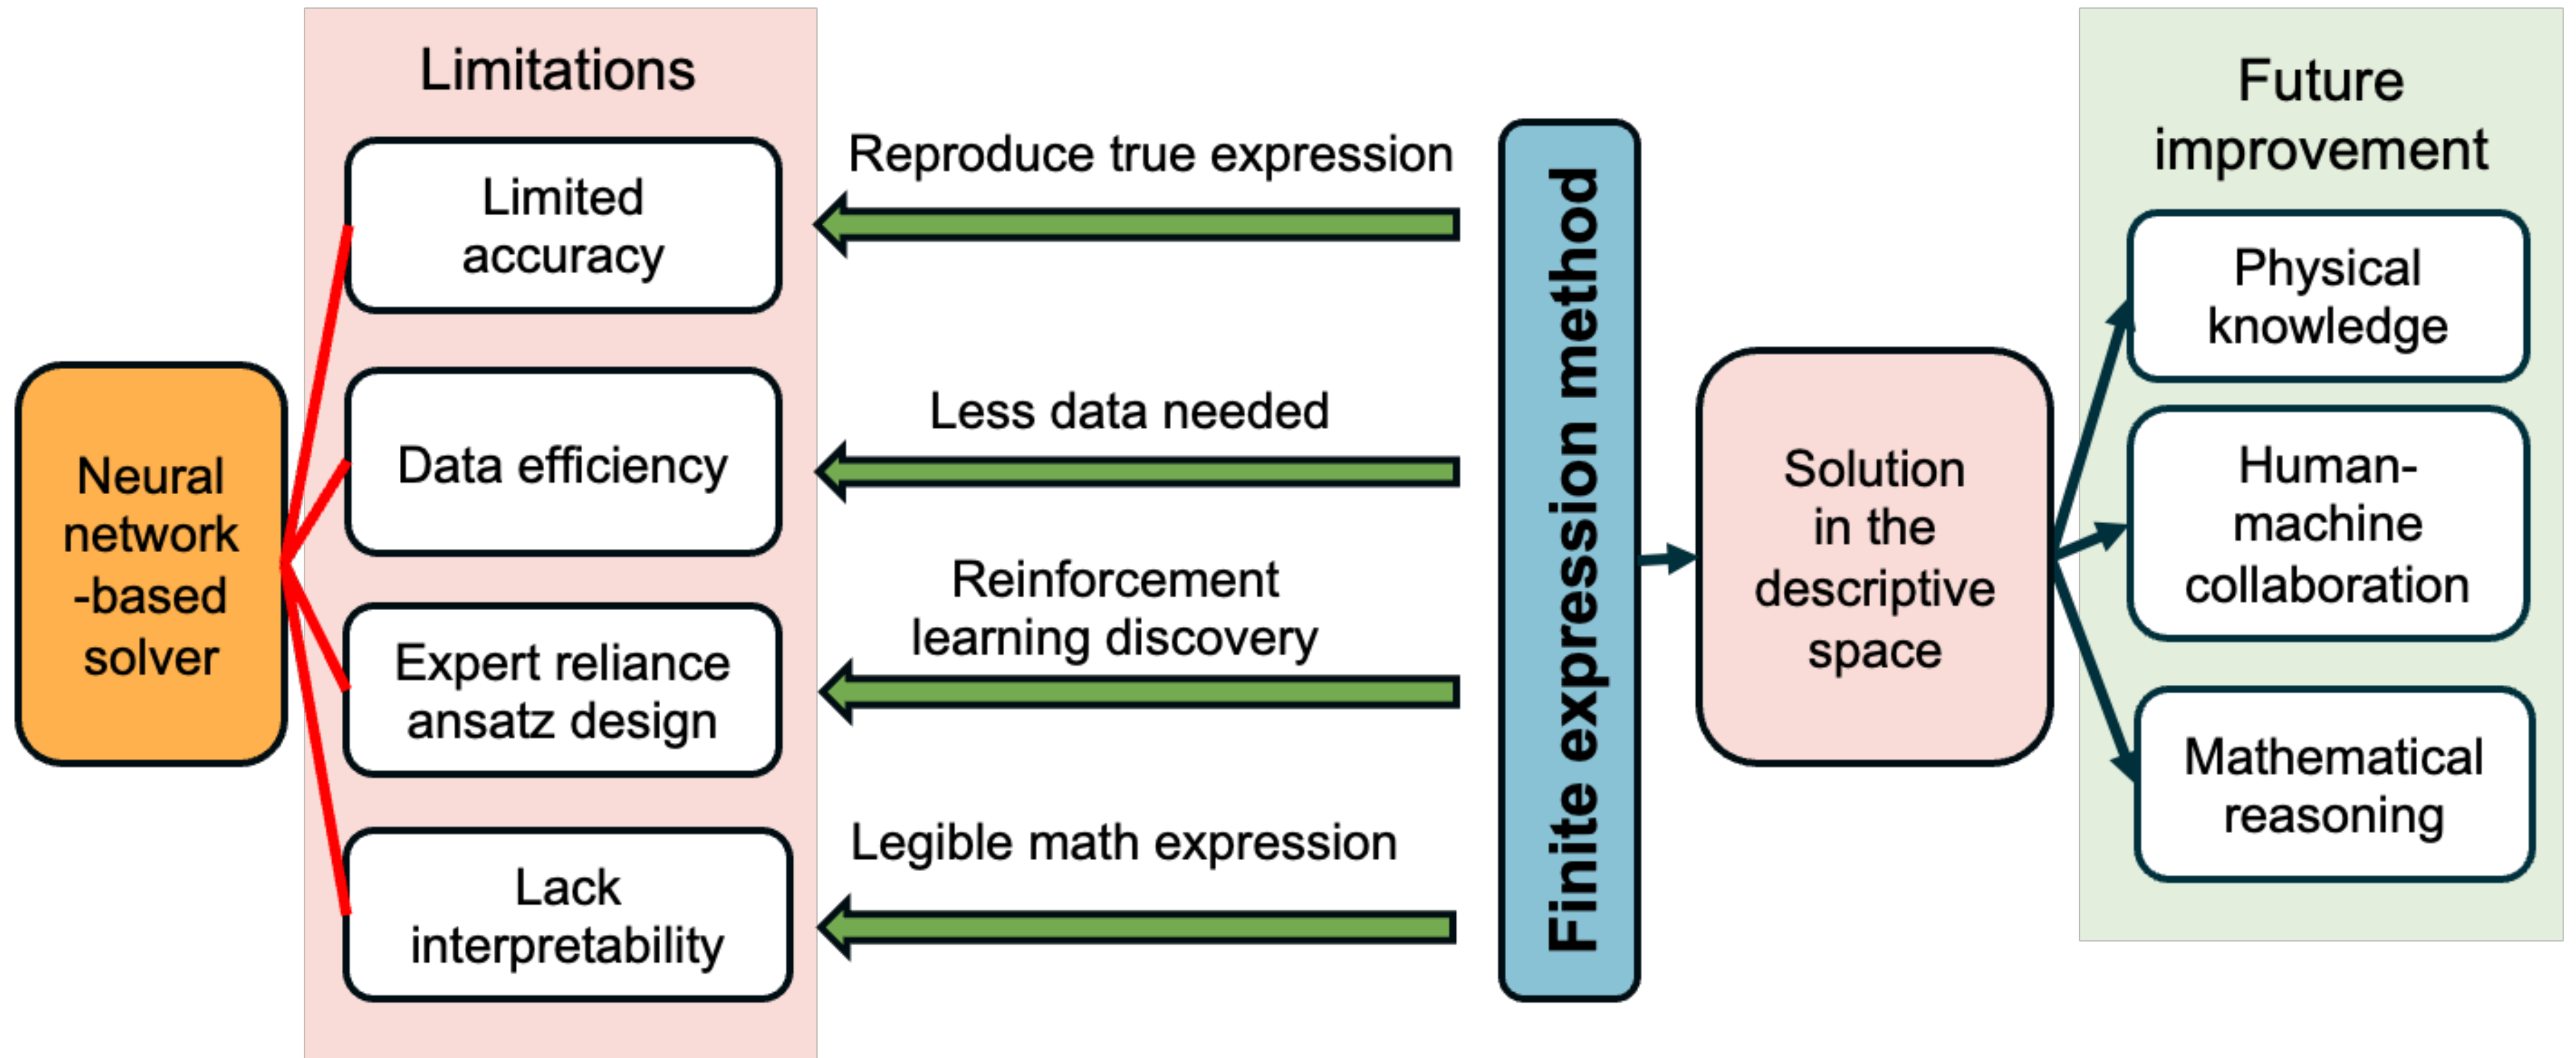 Neural
network
-based
solver
Limitations
Limited
accuracy
Data efficiency
Expert reliance
ansatz design
Lack
interpretability
Reproduce true expression
Less data needed
Reinforcement
learning discovery
Legible math expression
Finite expression method
Solution
in the
descriptive
space
Future
improvement
Physical
knowledge
Human-
machine
collaboration
Mathematical
reasoning